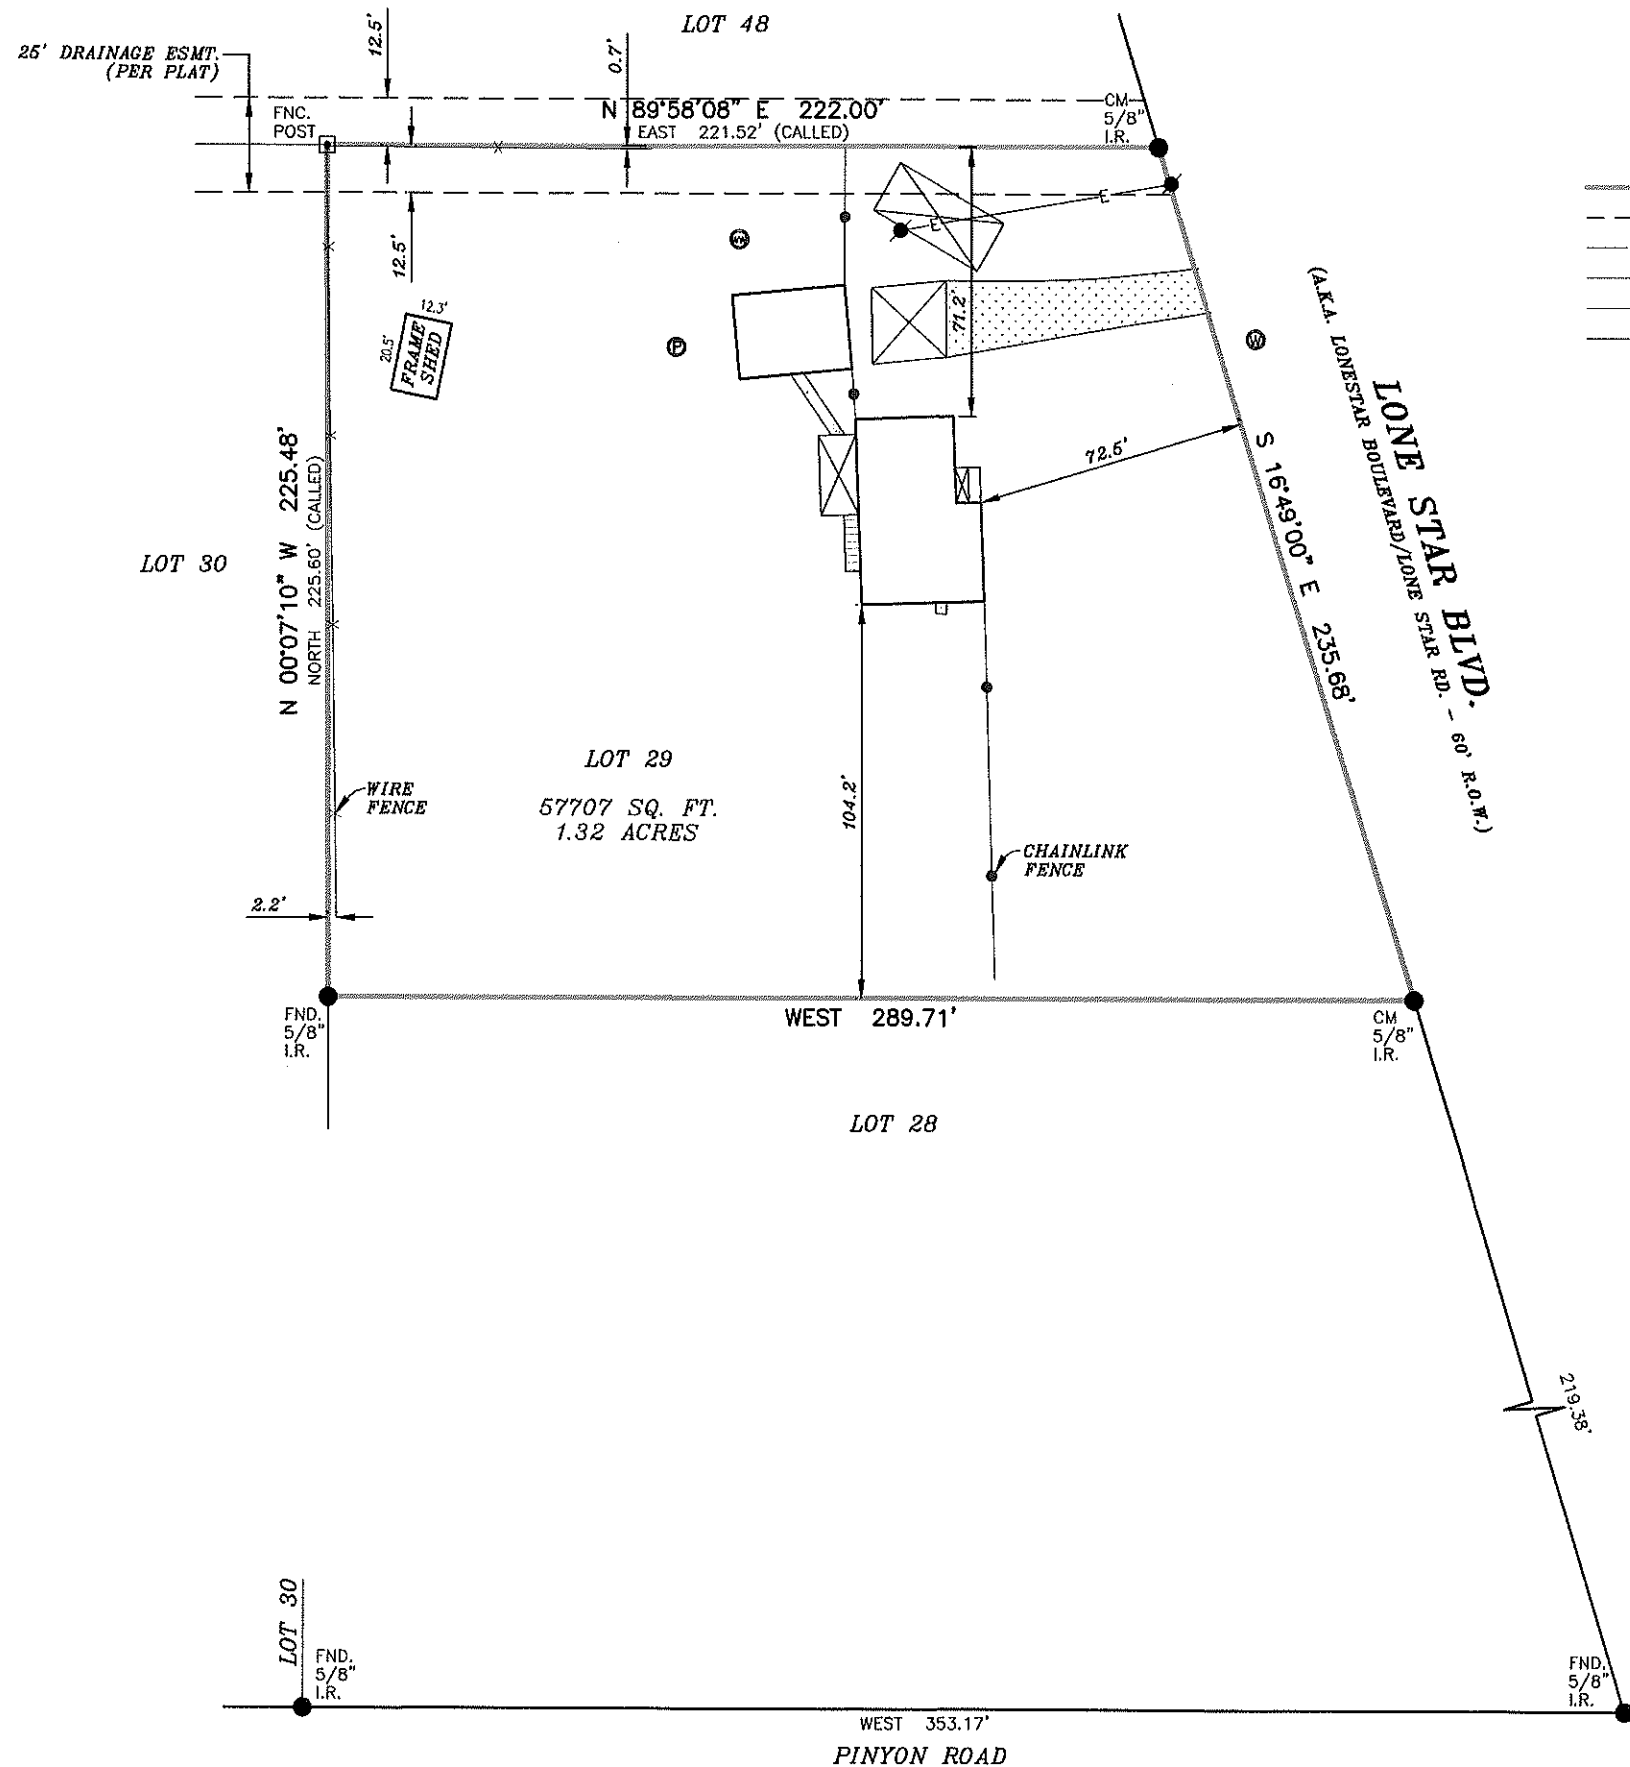 LOT 48
12.5'
25' DRAINAGE ESMT.
(PER PLAT)
0.7'
FNC.
POST
N 89°58'08" E 222.00'
EAST 221.52' (CALLED)
CM
5/8"
I.R.
E
E
12.5'
W
12.3'
20.5'
FRAME
SHED
P
71.2'
W
LONE STAR BLVD.
(A.K.A. LONESTAR BOULEVARD/LONE STAR RD. - 60' R.O.W.)
72.5'
S 16°49'00" E 235.68'
N 00°07'10" W 225.48'
NORTH 225.60' (CALLED)
LOT 30
LOT 29
57707 SQ. FT.
1.32 ACRES
WIRE
FENCE
104.2'
CHAINLINK
FENCE
2.2'
FND.
5/8"
I.R.
WEST 289.71'
CM
5/8"
I.R.
LOT 28
219.38'
LOT 30
FND.
5/8"
I.R.
FND.
5/8"
I.R.
WEST 353.17'
PINYON ROAD